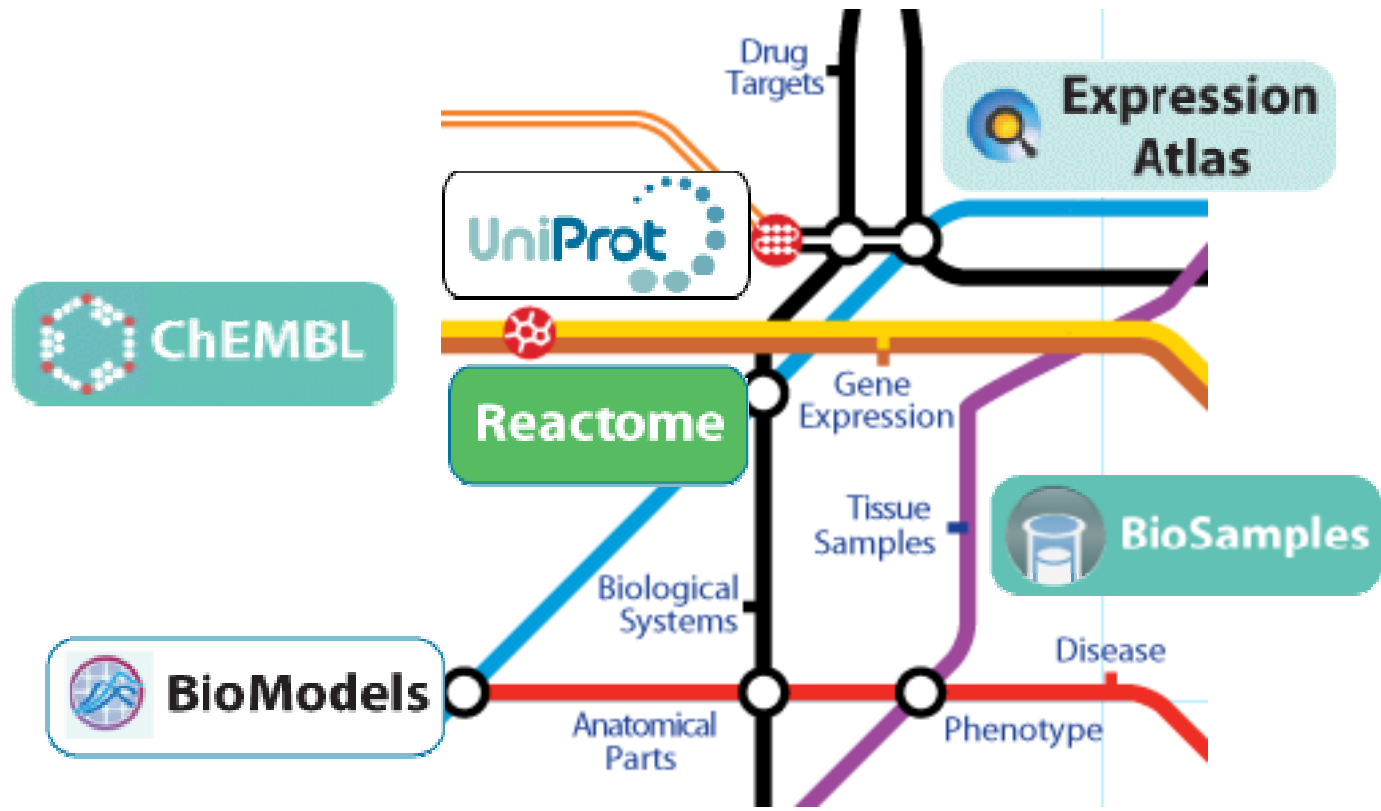 Drug
Targets
Expression
Atlas
UniProt
ChEMBL
Reactome
Gene
Expression
Tissue
Samples
BioSamples
Biological
Systems
Disease
BioModels
Anatomical
Parts
Phenotype